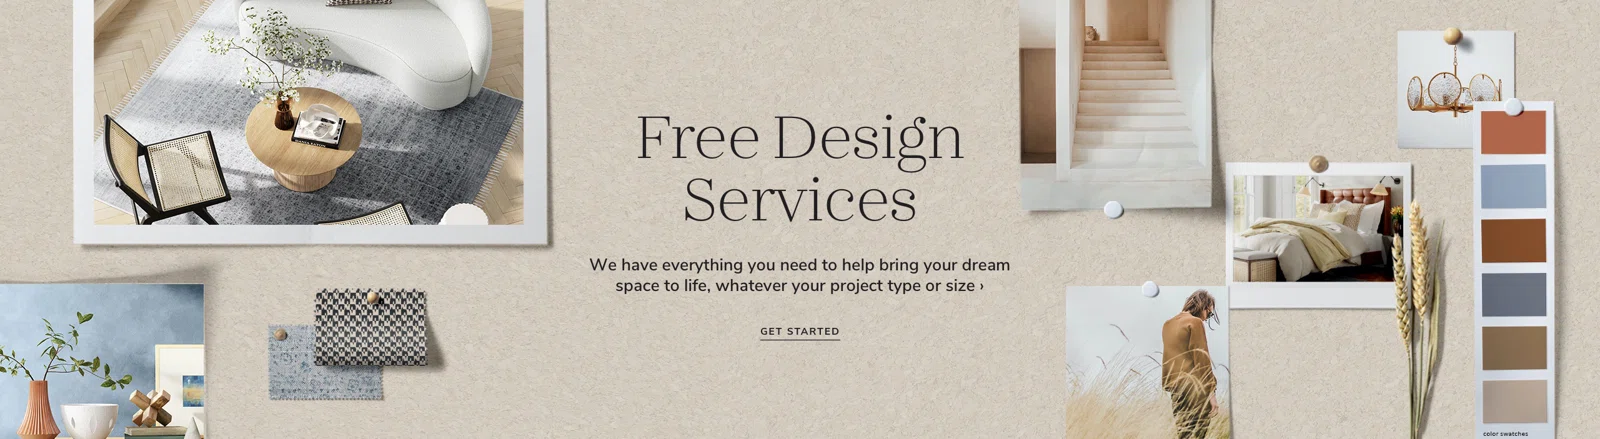 Free Design
Services
We have everything you need to help bring your dream
space to life, whatever your project type or size ›
GET STARTED
color swatches